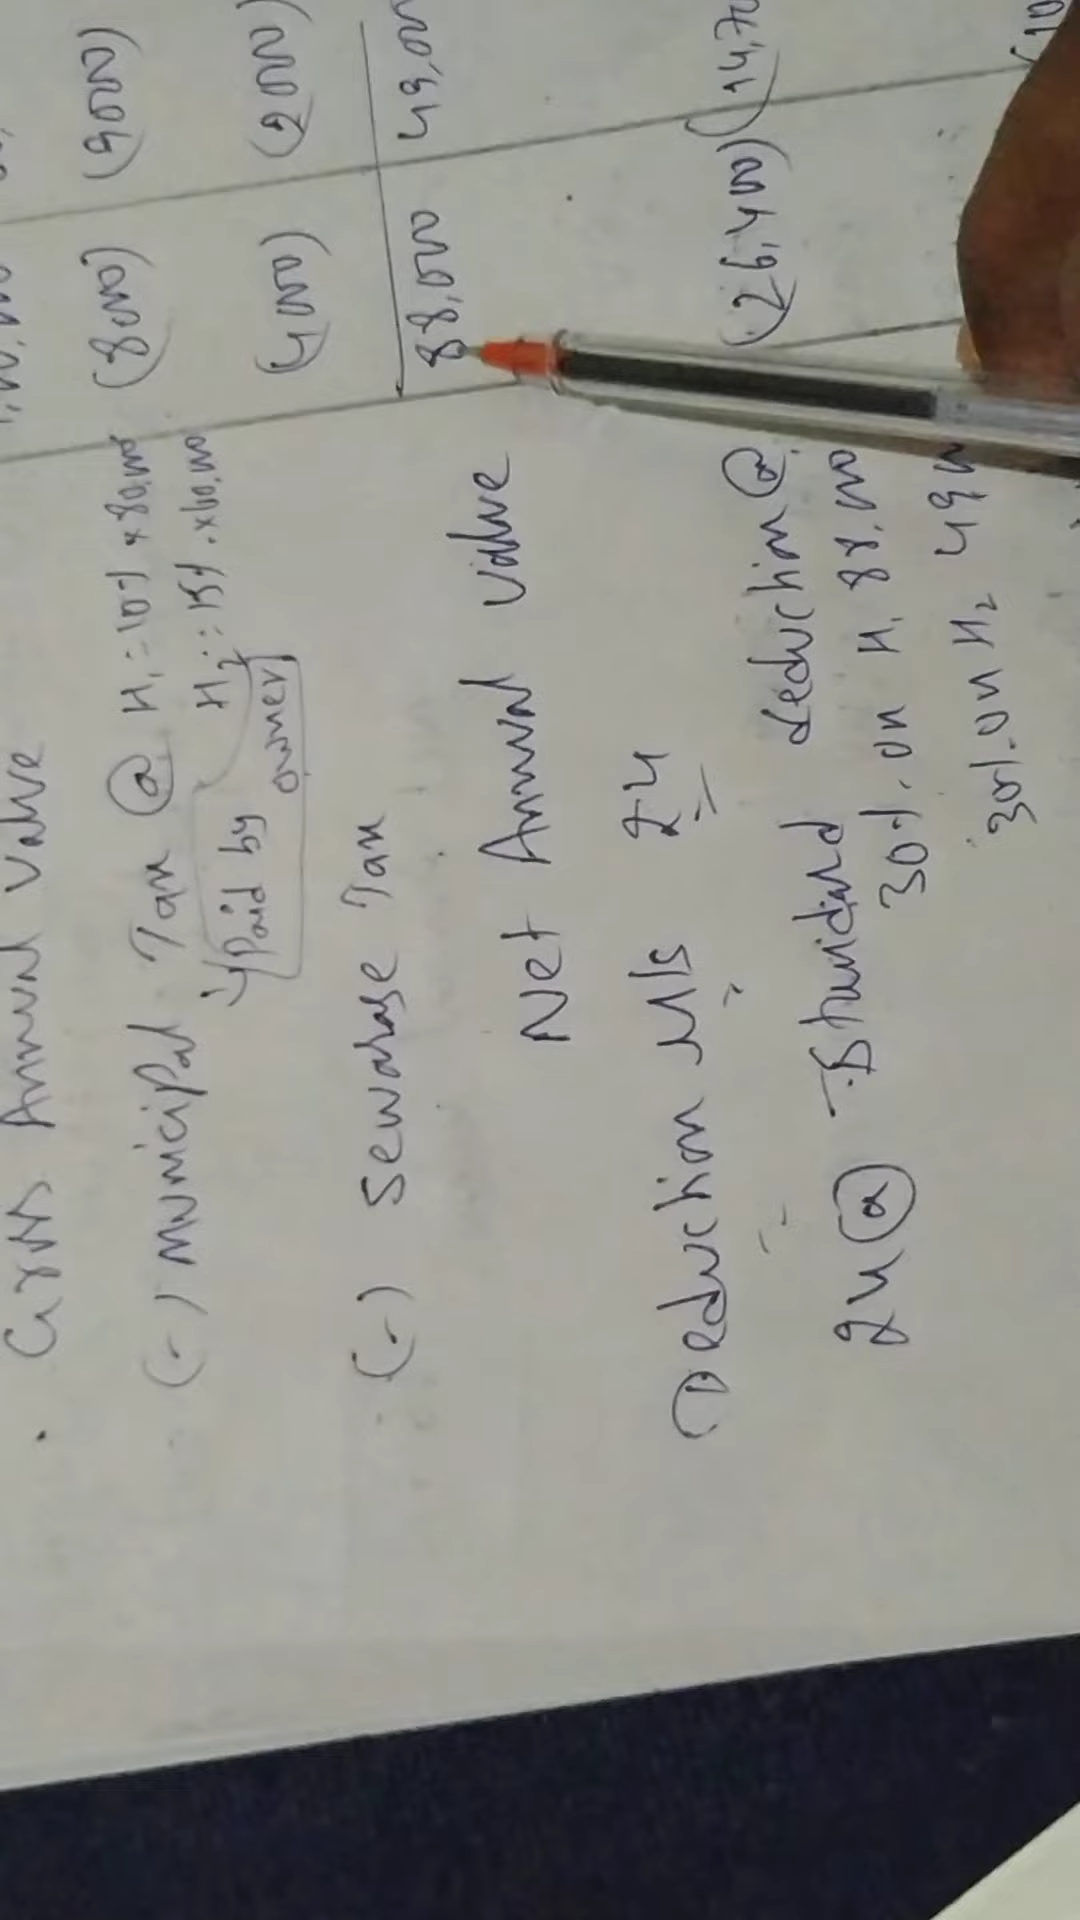 Gross Annual Value
(-) Municipal Tax @ H₁ = 10% × 80,000 (8000) (9000)
H₂ = 15% × 60,000
Paid by owner
(-) Sewarage Tax (4000) (2000)
Net Annual Value 88,000 49,000
Deduction U/s 24
24(a) - Standard deduction @ (26,400) (14,70
30% on H₁ 88,000
30% on H₂ 49,